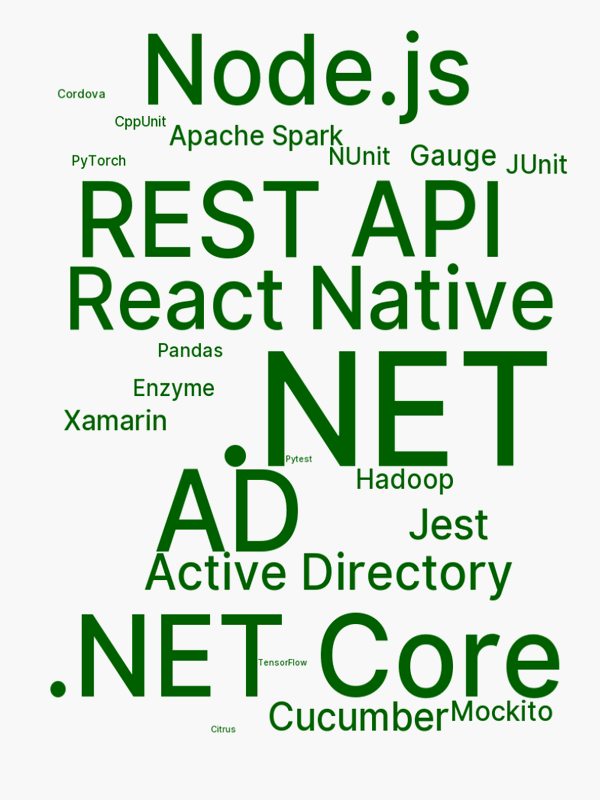 Node.js
Cordova
CppUnit
Apache Spark
NUnit
Gauge
JUnit
PyTorch
REST API
React Native
Pandas
.NET
Enzyme
Xamarin
Pytest
Hadoop
AD
Jest
Active Directory
.NET Core
TensorFlow
Cucumber
Mockito
Citrus